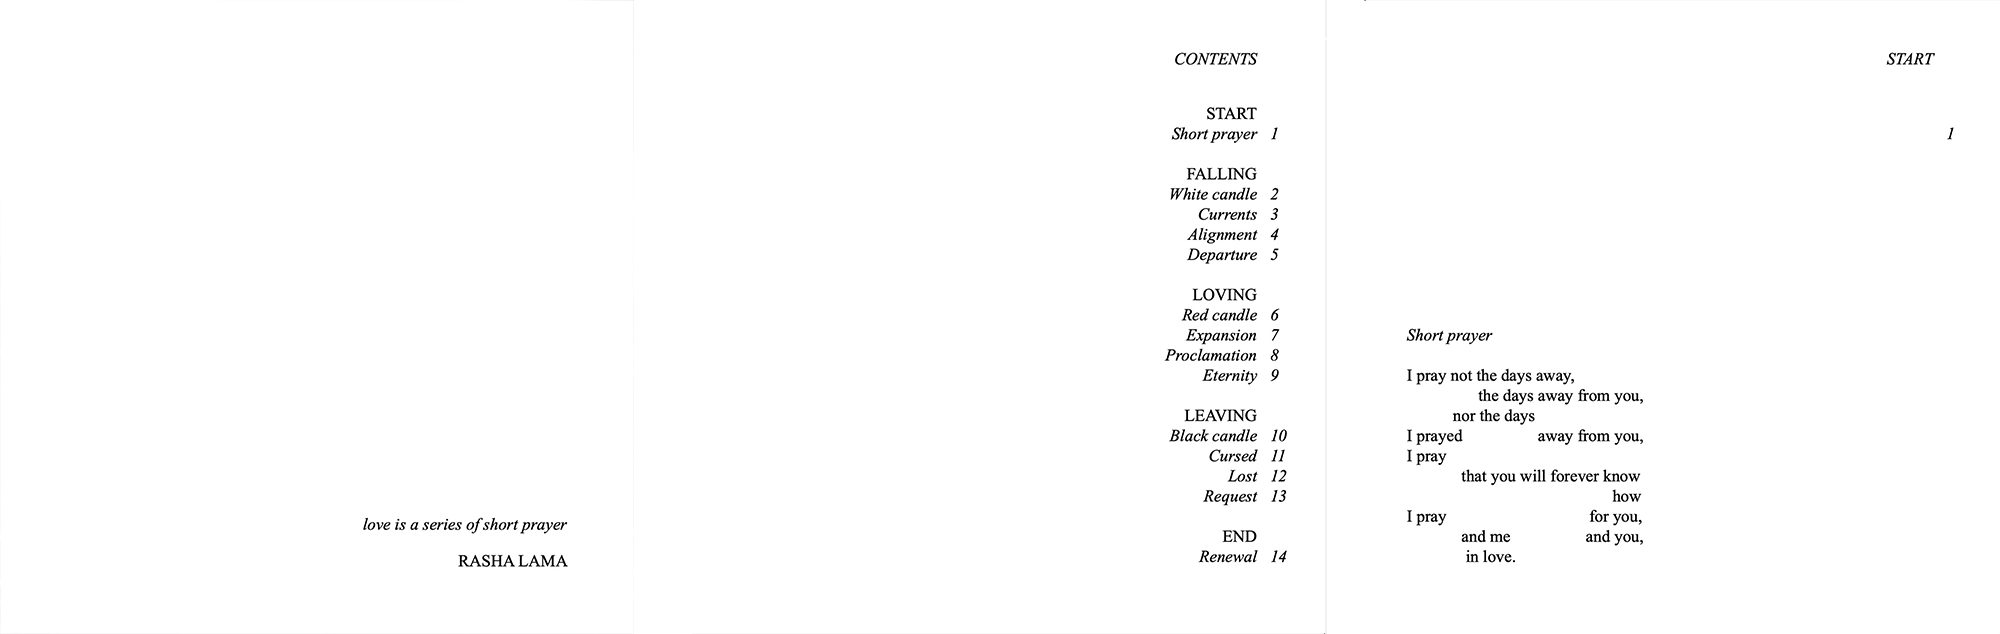 love is a series of short prayer
RASHA LAMA
CONTENTS
START
Short prayer 1
FALLING
White candle 2
Currents 3
Alignment 4
Departure 5
LOVING
Red candle 6
Expansion 7
Proclamation 8
Eternity 9
LEAVING
Black candle 10
Cursed 11
Lost 12
Request 13
END
Renewal 14
START
1
Short prayer
I pray not the days away,
the days away from you,
nor the days
I prayed away from you,
I pray
that you will forever know
how
I pray for you,
and me and you,
in love.